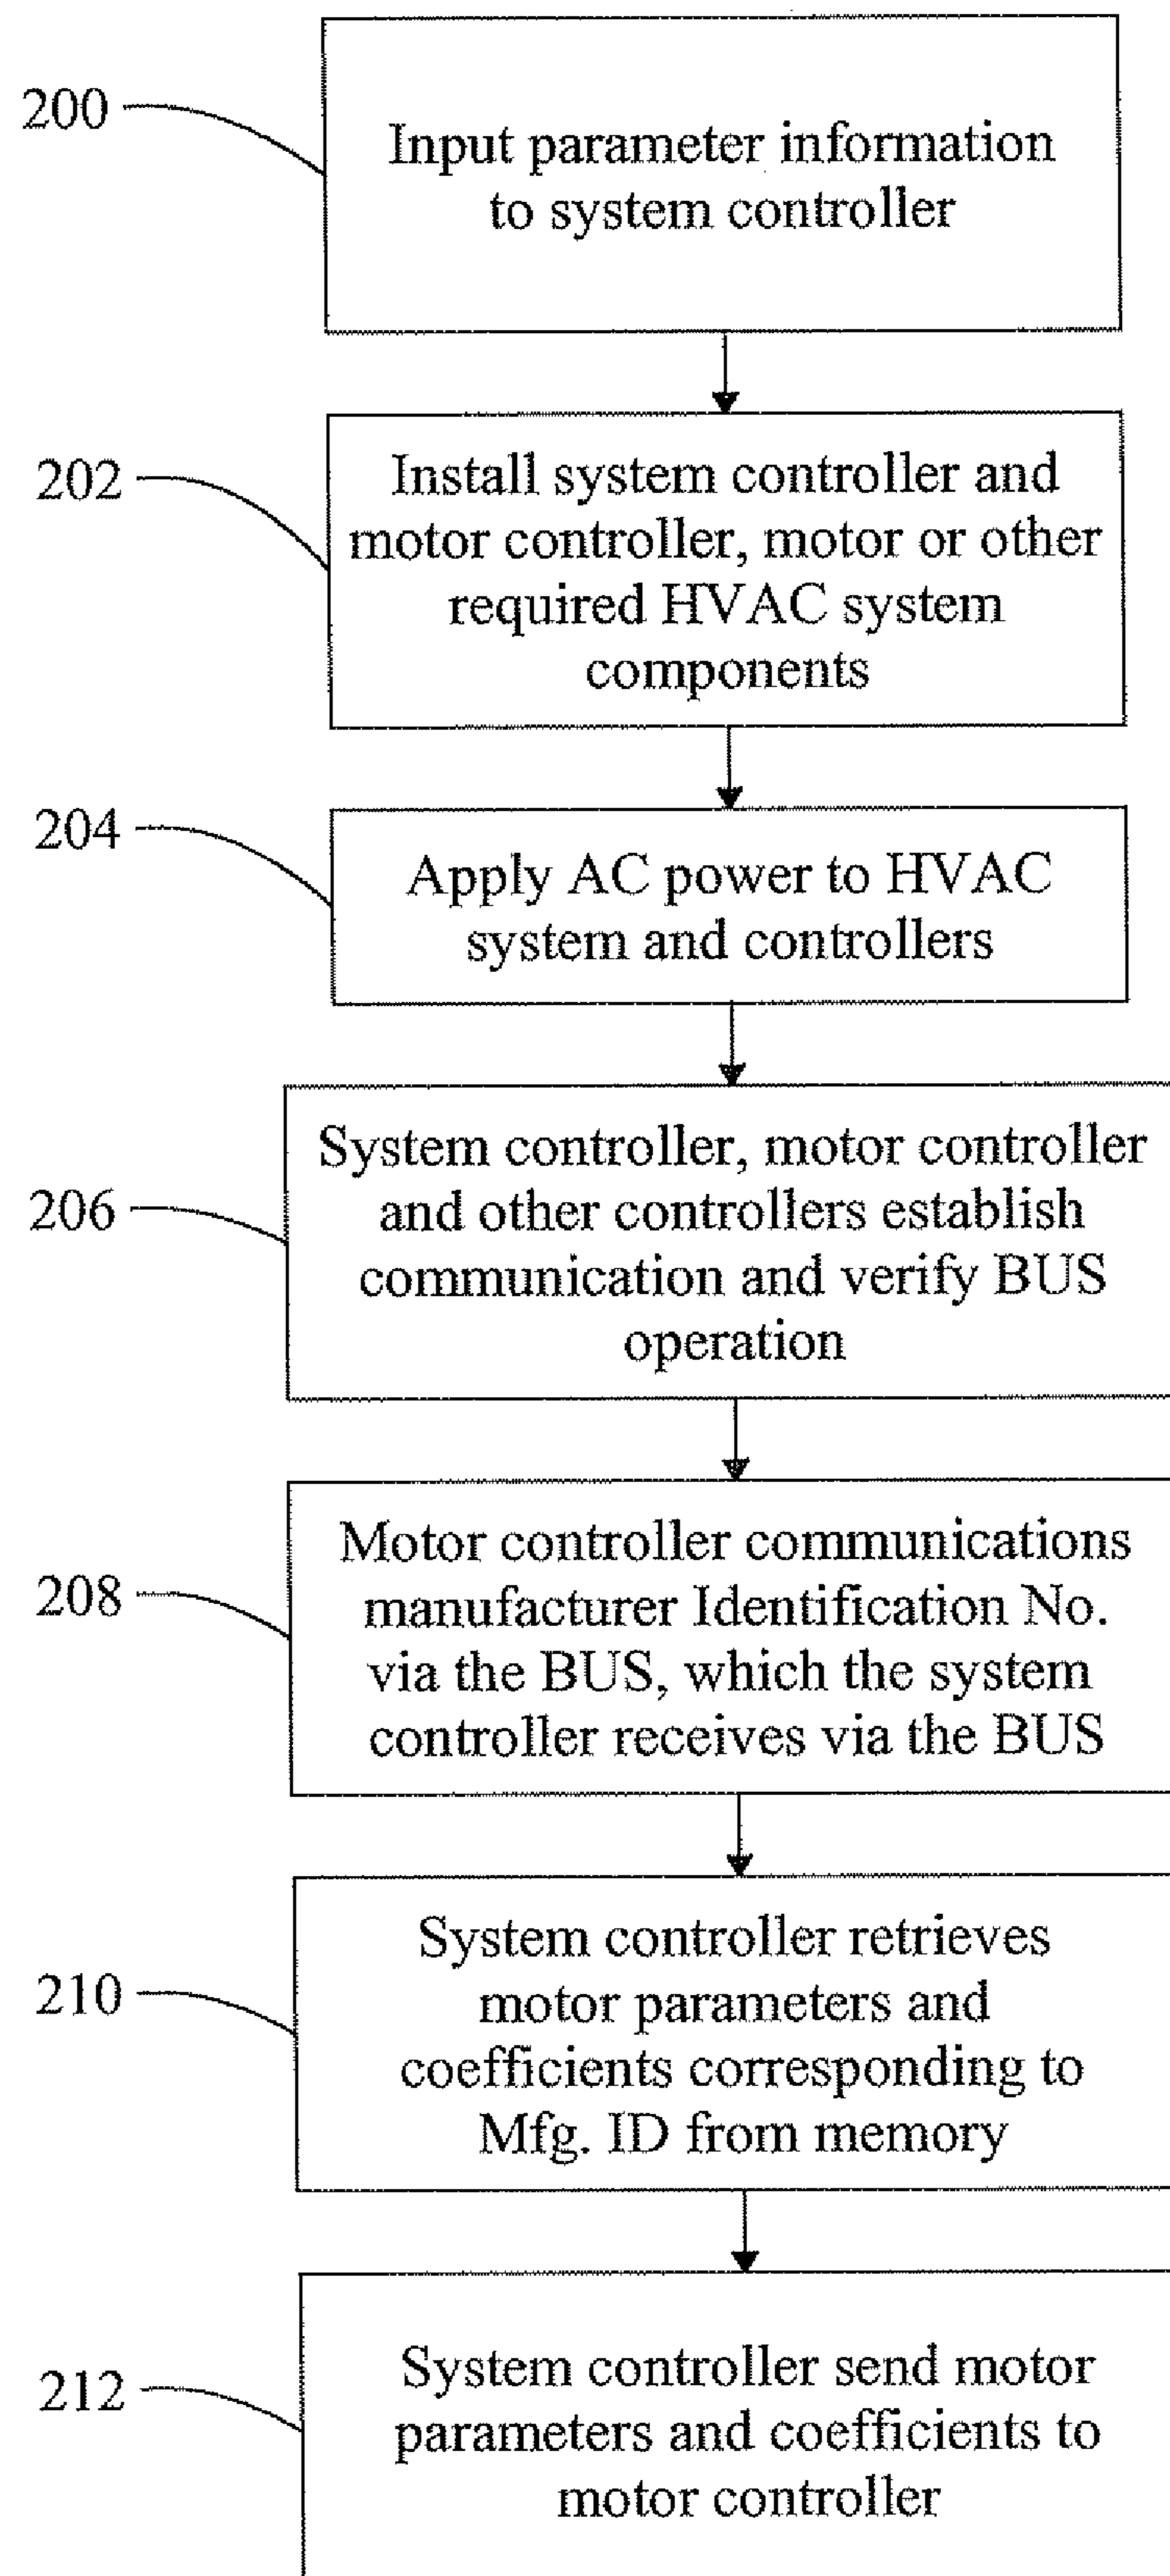 200
Input parameter information
to system controller
202
Install system controller and
motor controller, motor or other
required HVAC system
components
204
Apply AC power to HVAC
system and controllers
206
System controller, motor controller
and other controllers establish
communication and verify BUS
operation
208
Motor controller communications
manufacturer Identification No.
via the BUS, which the system
controller receives via the BUS
210
System controller retrieves
motor parameters and
coefficients corresponding to
Mfg. ID from memory
212
System controller send motor
parameters and coefficients to
motor controller